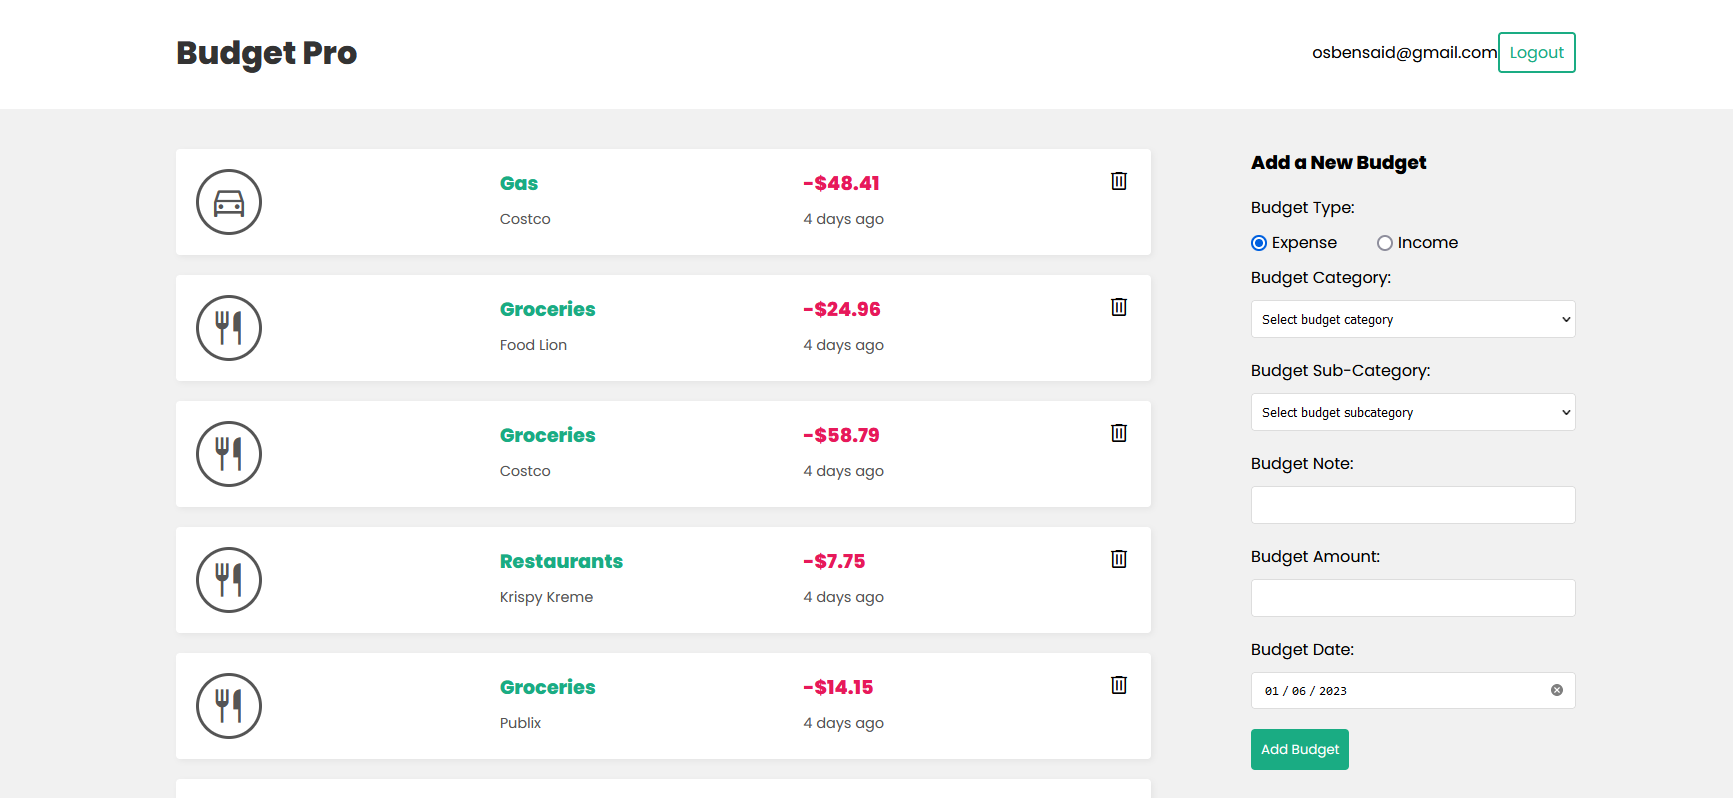 Budget Pro
osbensaid@gmail.com Logout
Gas
-$48.41
Costco
4 days ago
Groceries
-$24.96
Food Lion
4 days ago
Groceries
-$58.79
Costco
4 days ago
Restaurants
-$7.75
Krispy Kreme
4 days ago
Groceries
-$14.15
Publix
4 days ago
Add a New Budget
Budget Type:
Expense Income
Budget Category:
Select budget category
Budget Sub-Category:
Select budget subcategory
Budget Note:
Budget Amount:
Budget Date:
01 / 06 / 2023
Add Budget